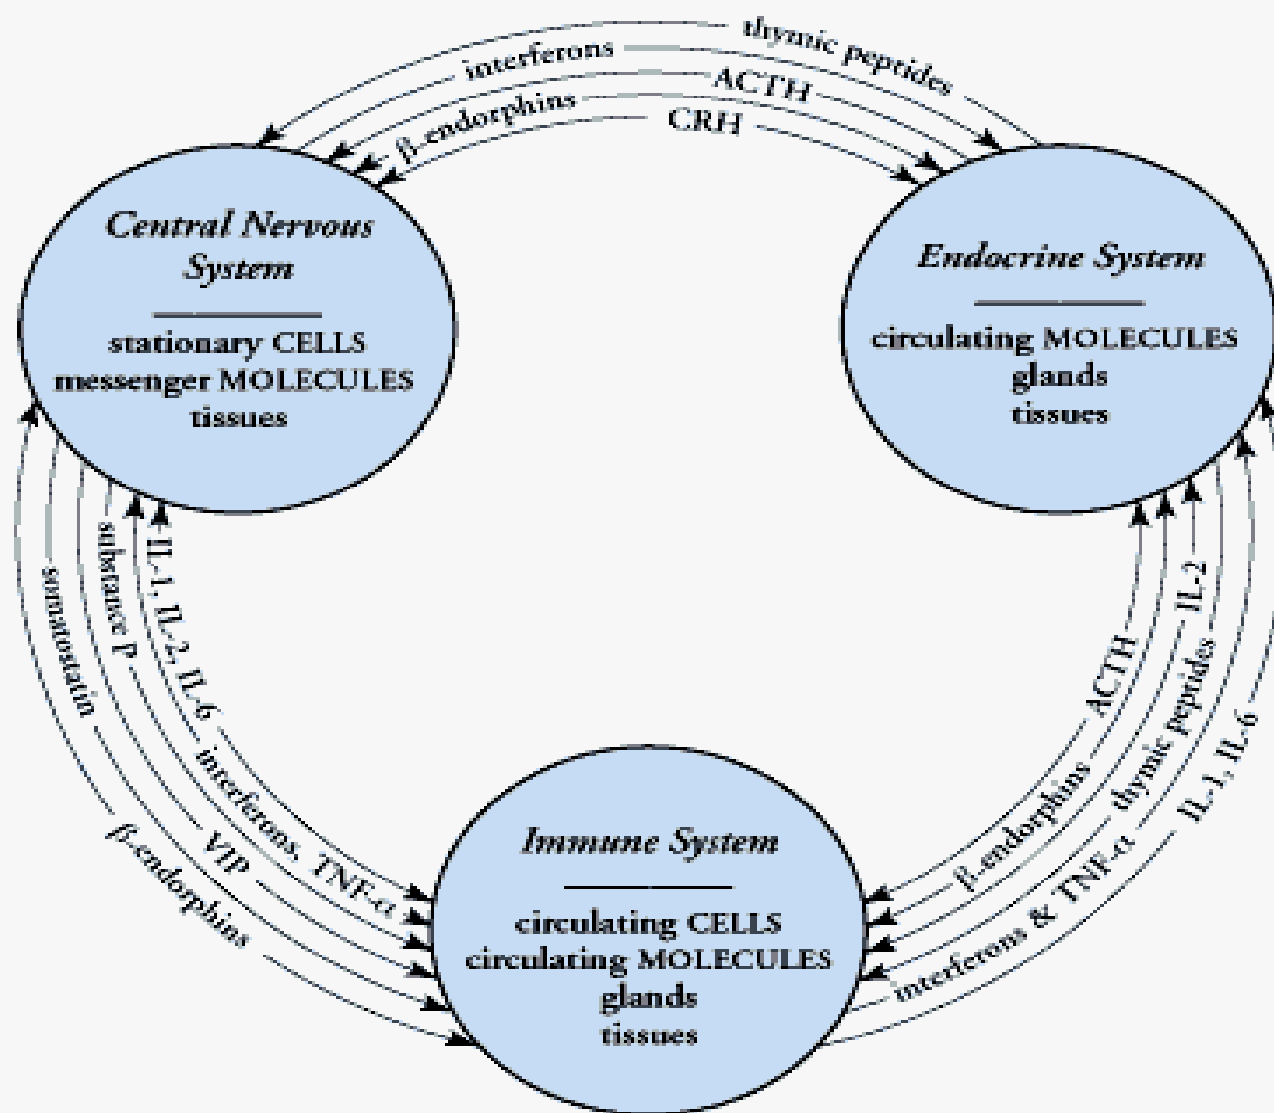 thymic peptides
interferons
ACTH
β-endorphins
CRH
Central Nervous
System
stationary CELLS
messenger MOLECULES
tissues
Endocrine System
circulating MOLECULES
glands
tissues
somatostatin
substance P
IL-1, IL-2, IL-6
interferons, TNF-α
VIP
β-endorphins
IL-2
ACTH
thymic peptides
β-endorphins
IL-1, IL-6
interferons & TNF-α
Immune System
circulating CELLS
circulating MOLECULES
glands
tissues